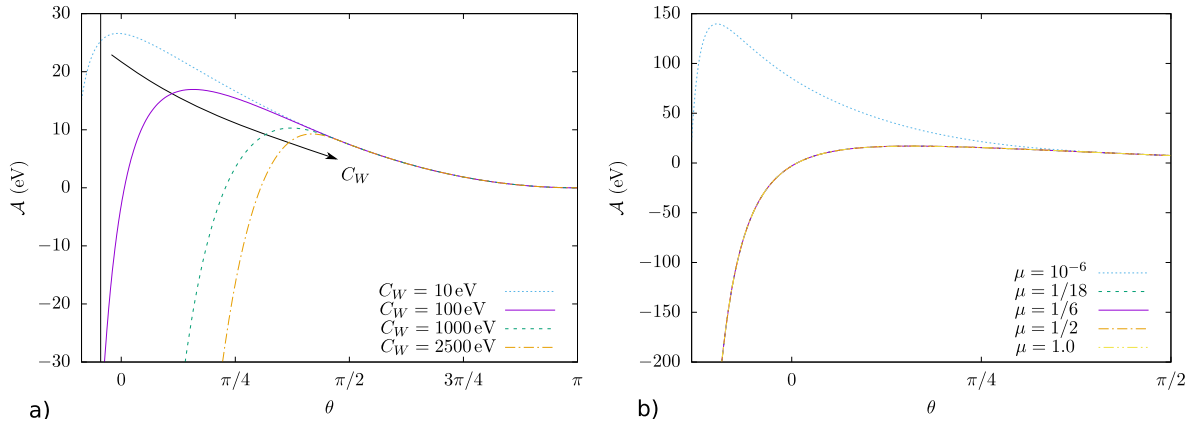 30
20
10
0
−10
−20
−30
𝒜 (eV)
C_W
C_W = 10 eV
C_W = 100 eV
C_W = 1000 eV
C_W = 2500 eV
0 π/4 π/2 3π/4 π
θ
a)
150
100
50
0
−50
−100
−150
−200
𝒜 (eV)
μ = 10⁻⁶
μ = 1/18
μ = 1/6
μ = 1/2
μ = 1.0
0 π/4 π/2
θ
b)